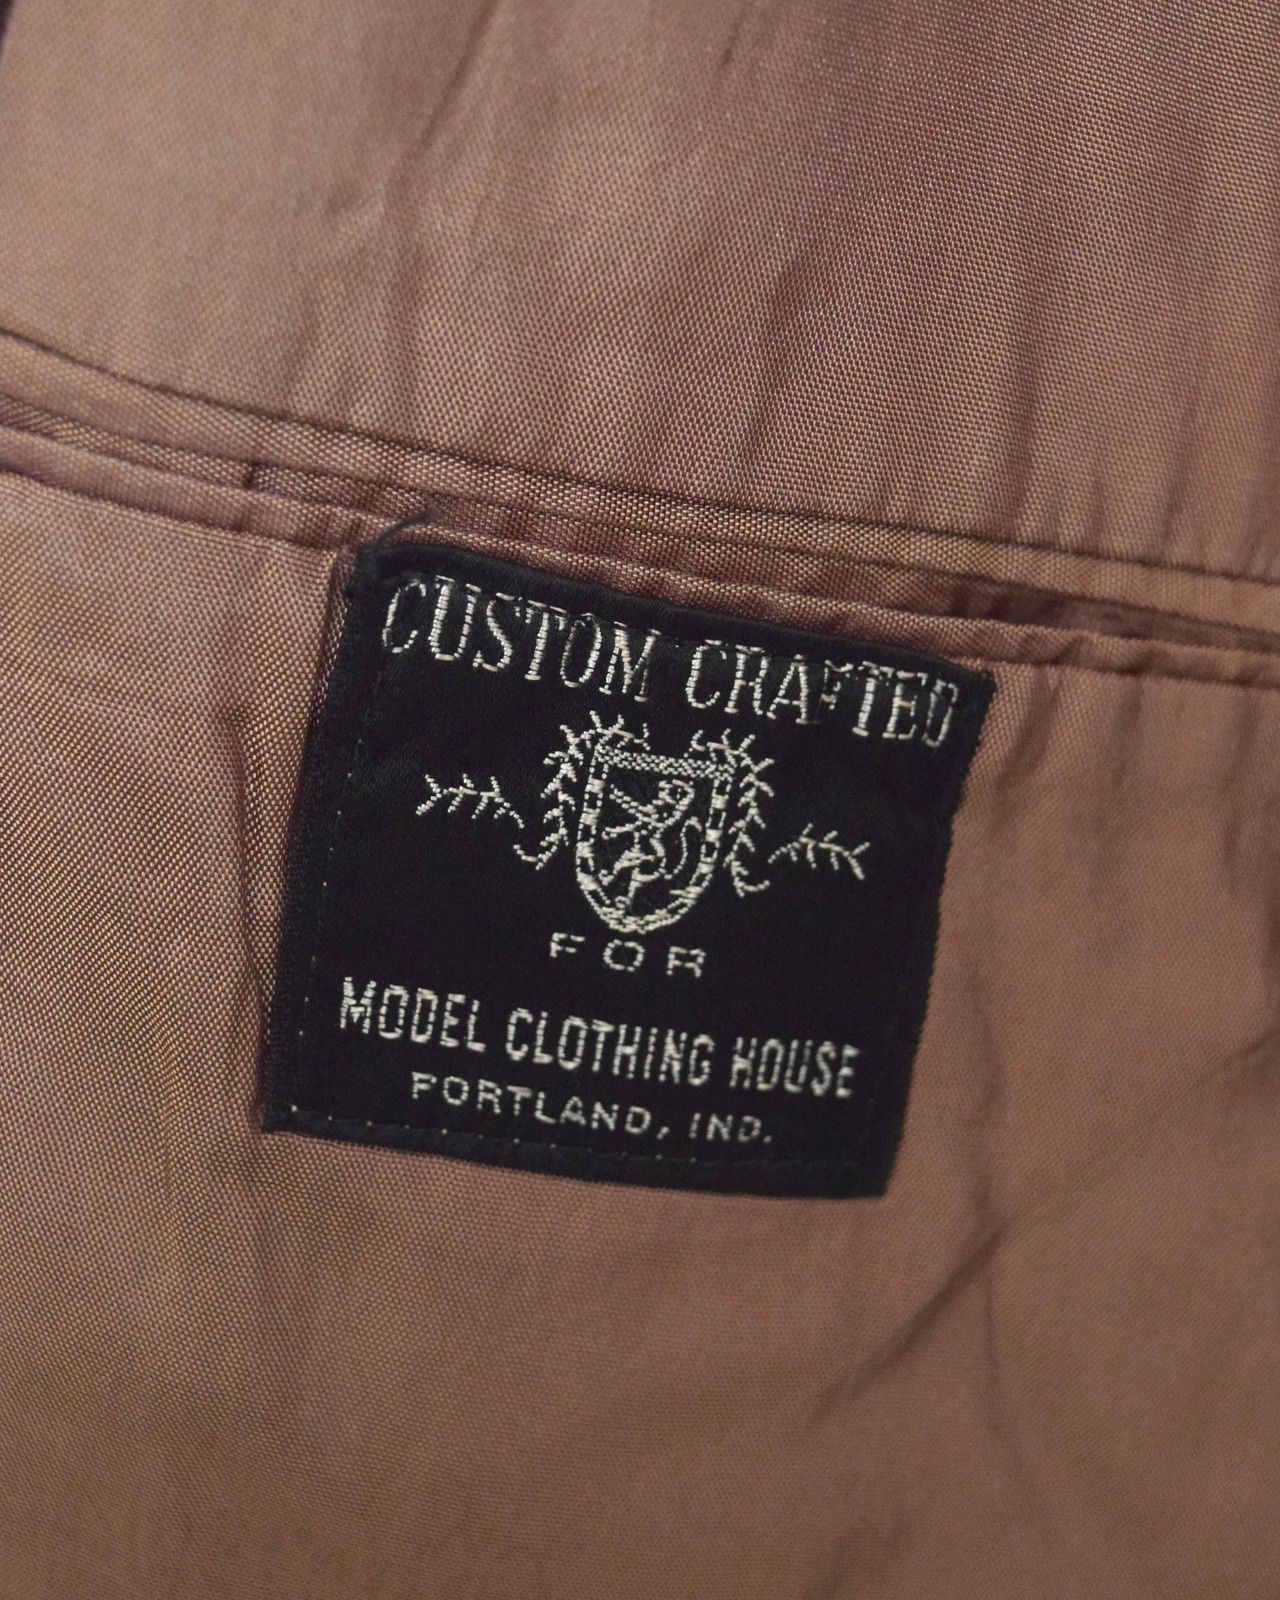 CUSTOM CRAFTED
FOR
MODEL CLOTHING HOUSE
PORTLAND, IND.